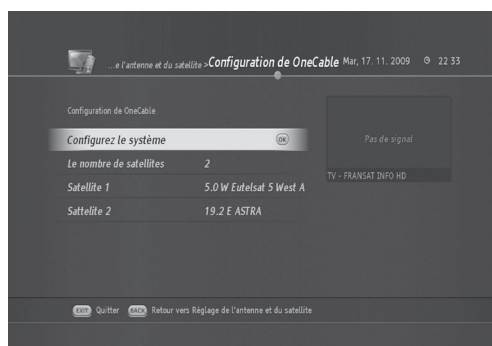 ...e l'antenne et du satellite >Configuration de OneCable Mar, 17. 11. 2009 22 33
Configuration de OneCable
Configurez le système OK
Pas de signal
Le nombre de satellites 2
TV - FRANSAT INFO HD
Satellite 1 5.0 W Eutelsat 5 West A
Sattelite 2 19.2 E ASTRA
EXIT Quitter BACK Retour vers Réglage de l'antenne et du satellite